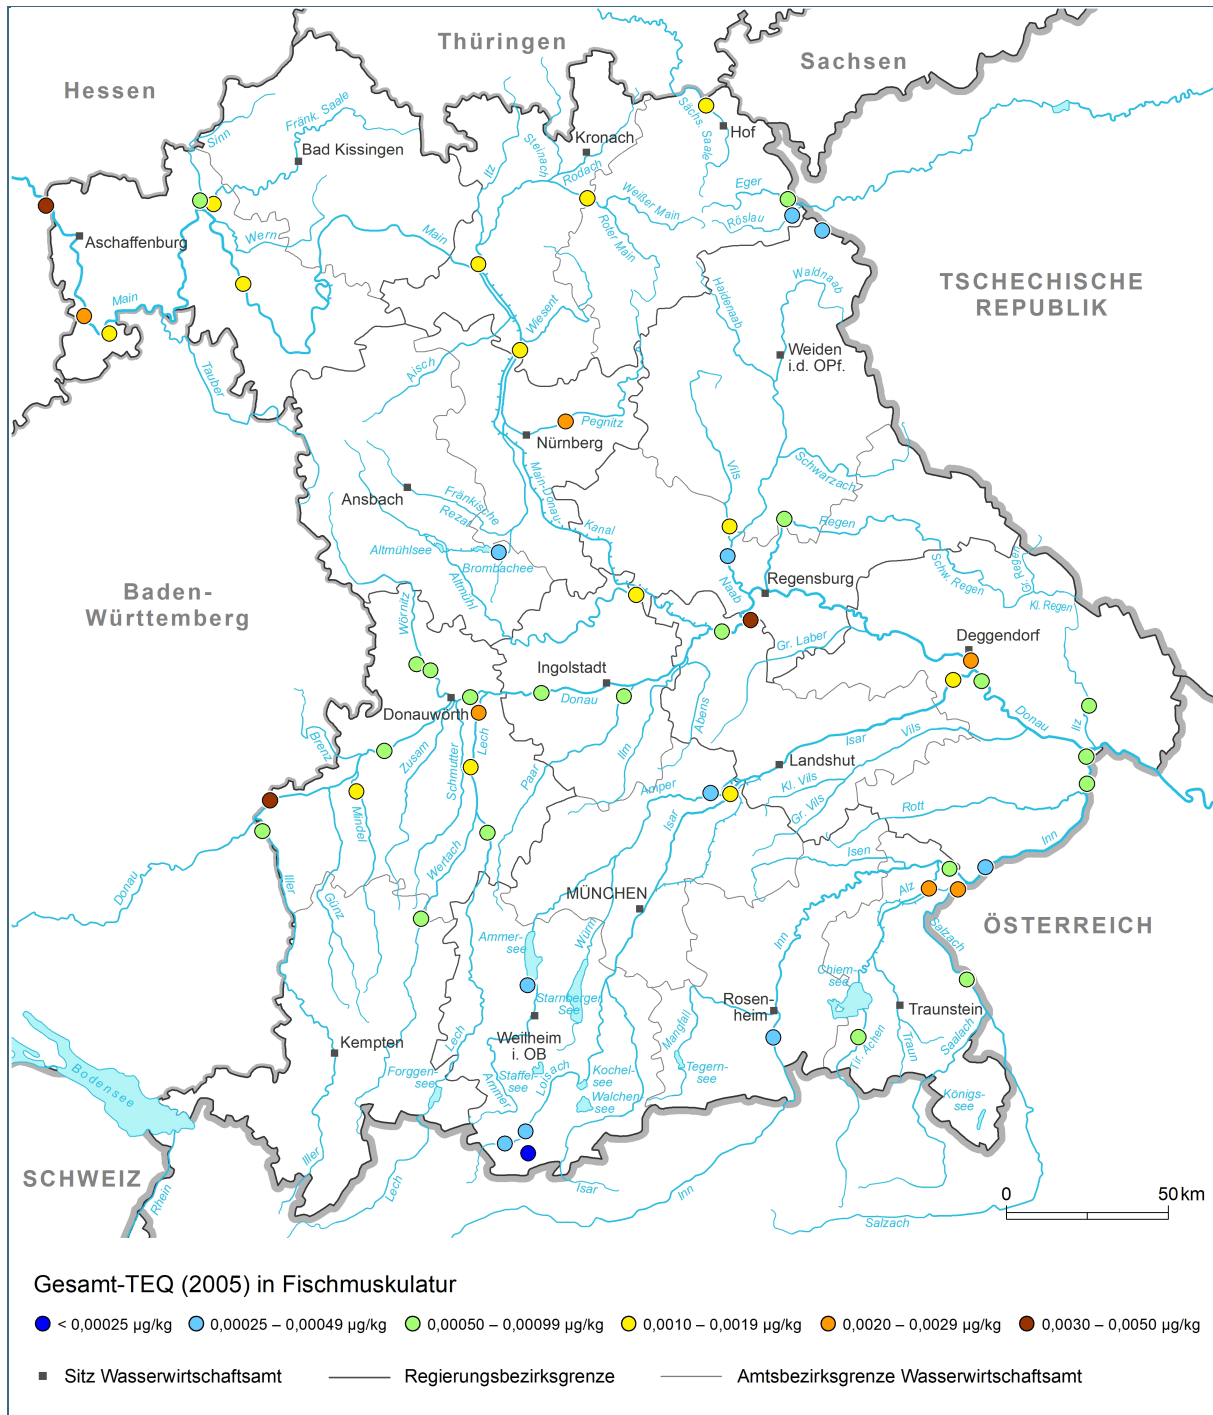 Thüringen
Sachsen
Hessen
Sächs. Saale
Hof
Fränk. Saale
Sinn
Kronach
Bad Kissingen
Steinach
Itz
Rodach
Eger
Weißer Main
Röslau
Roter Main
Main
Wern
Aschaffenburg
Waldnaab
TSCHECHISCHE
REPUBLIK
Haidenaab
Main
Wiesent
Weiden
i.d. OPf.
Aisch
Tauber
Pegnitz
Nürnberg
Schwarzach
Vils
Main-Donau-
Kanal
Ansbach
Fränkische
Rezat
Regen
Altmühlsee
Brombachsee
Altmühl
Naab
Regensburg
Schw. Regen
Gr. Regen
Kl. Regen
Baden-
Württemberg
Wörnitz
Gr. Laber
Deggendorf
Ingolstadt
Donau
Donauwörth
Abens
Donau
Ilz
Brenz
Zusam
Schmutter
Lech
Paar
Ilm
Isar
Vils
Landshut
Kl. Vils
Gr. Vils
Amper
Isar
Mindel
Rott
Inn
Isen
Wertach
Donau
Iller
Günz
MÜNCHEN
Alz
Salzach
ÖSTERREICH
Inn
Ammer-
see
Würm
Starnberger
See
Chiem-
see
Rosen-
heim
Traunstein
Weilheim
i. OB
Mangfall
Tir. Achen
Traun
Saalach
Kempten
Lech
Forggen-
see
Ammer
Staffel-
see
Loisach
Kochel-
see
Walchen-
see
Tegern-
see
Königs-
see
Bodensee
SCHWEIZ
Rhein
Iller
Lech
Isar
Inn
Salzach
0 50 km
Gesamt-TEQ (2005) in Fischmuskulatur
< 0,00025 µg/kg 0,00025 – 0,00049 µg/kg 0,00050 – 0,00099 µg/kg 0,0010 – 0,0019 µg/kg 0,0020 – 0,0029 µg/kg 0,0030 – 0,0050 µg/kg
Sitz Wasserwirtschaftsamt Regierungsbezirksgrenze Amtsbezirksgrenze Wasserwirtschaftsamt